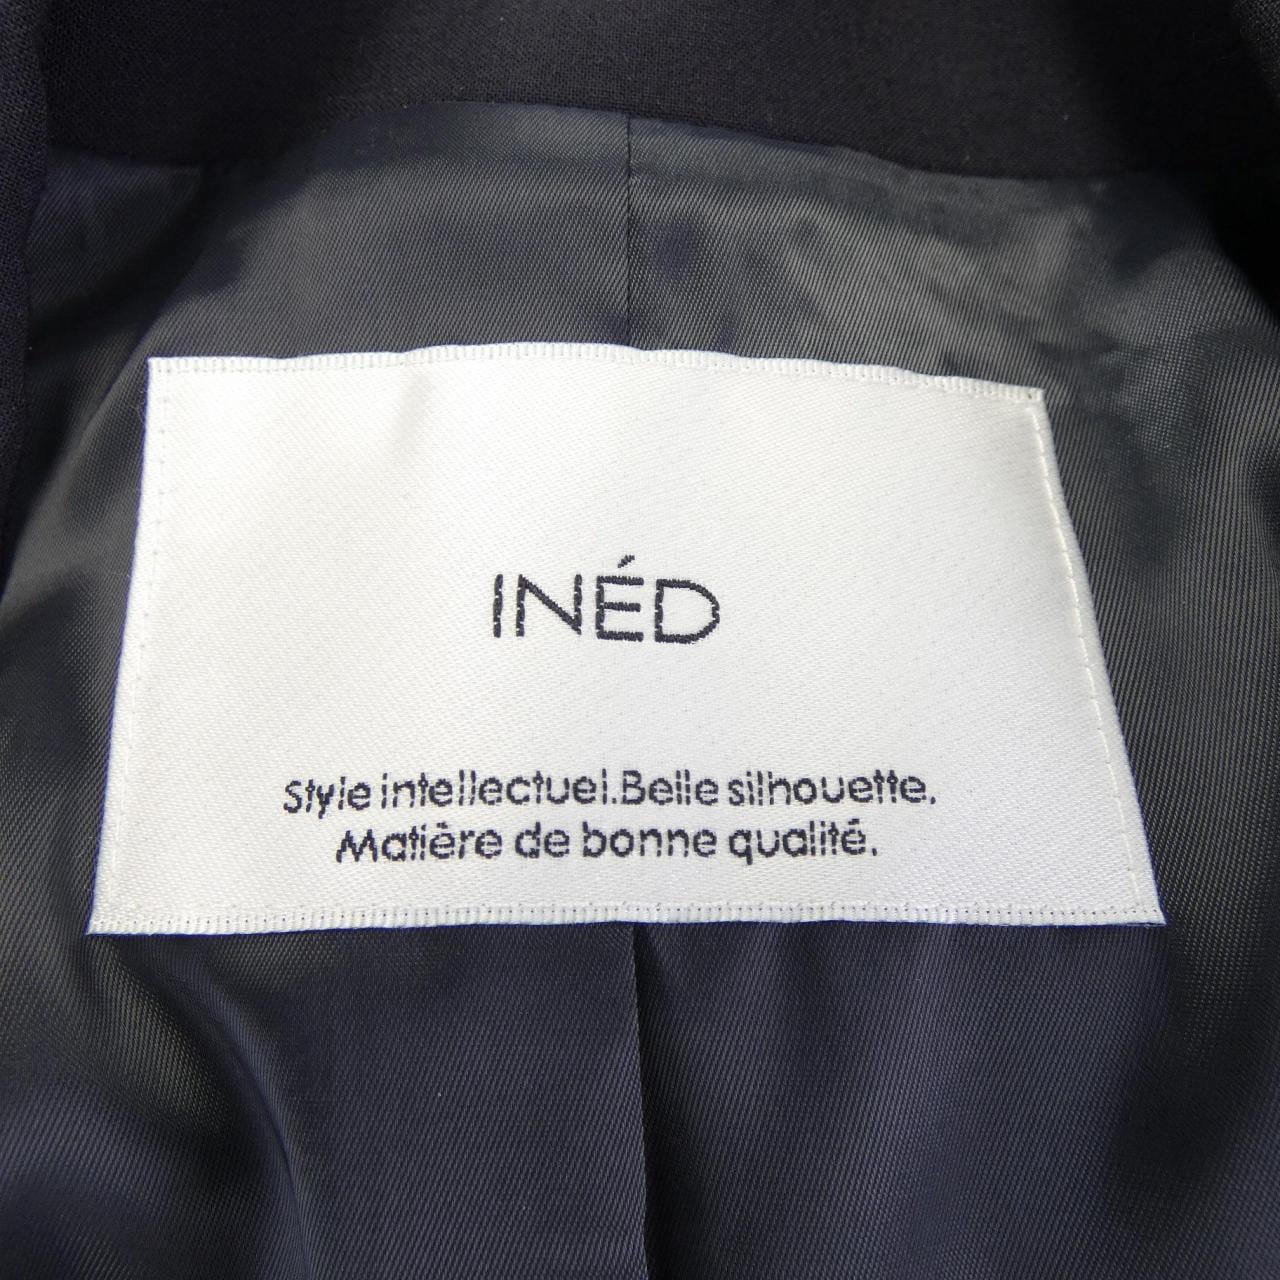 INÉD
Style intellectuel.Belle silhouette.
Matière de bonne qualité.